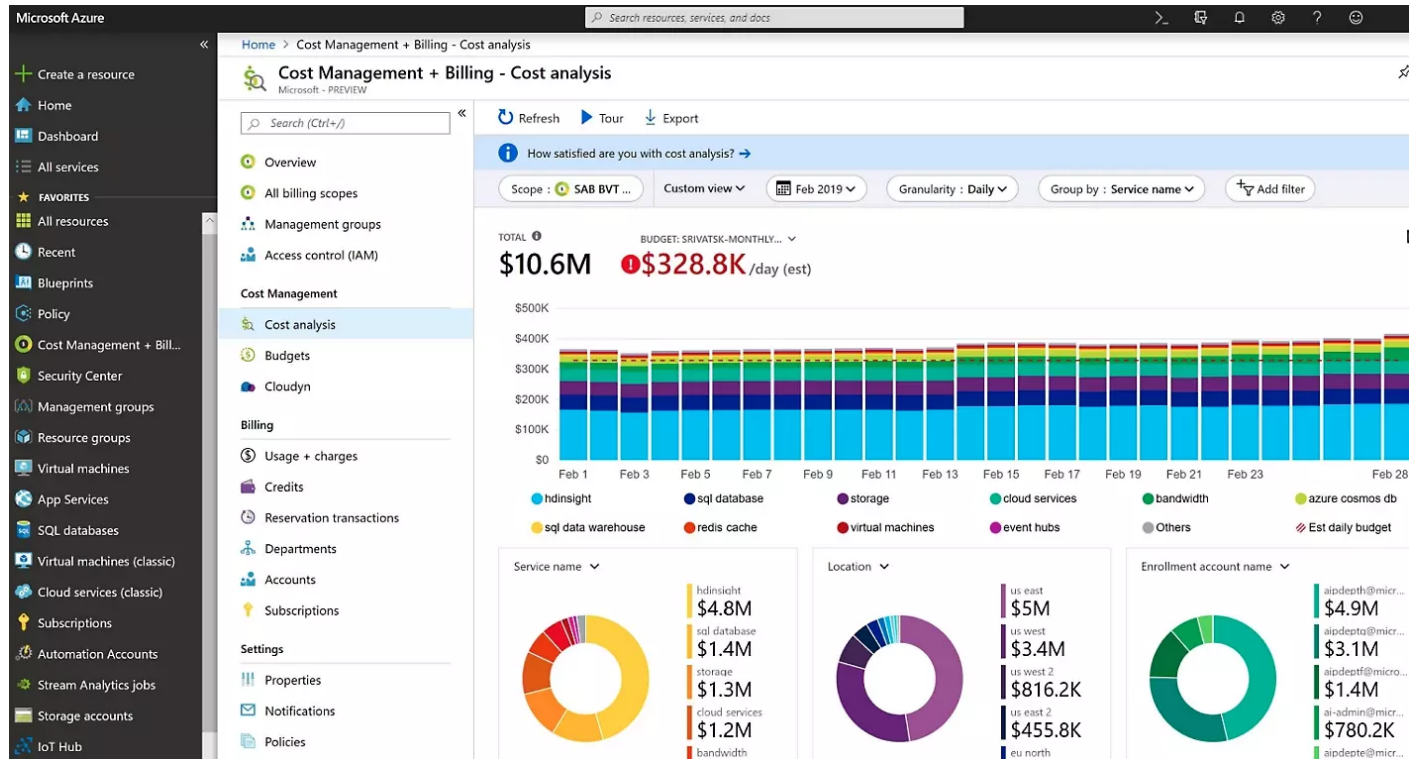 Microsoft Azure
Search resources, services, and docs
Create a resource
Home
Dashboard
All services
FAVORITES
All resources
Recent
Blueprints
Policy
Cost Management + Bill...
Security Center
Management groups
Resource groups
Virtual machines
App Services
SQL databases
Virtual machines (classic)
Cloud services (classic)
Subscriptions
Automation Accounts
Stream Analytics jobs
Storage accounts
IoT Hub
Home > Cost Management + Billing - Cost analysis
Cost Management + Billing - Cost analysis
Microsoft - PREVIEW
Search (Ctrl+/)
Overview
All billing scopes
Management groups
Access control (IAM)
Cost Management
Cost analysis
Budgets
Cloudyn
Billing
Usage + charges
Credits
Reservation transactions
Departments
Accounts
Subscriptions
Settings
Properties
Notifications
Policies
Refresh Tour Export
How satisfied are you with cost analysis? →
Scope : SAB BVT ... Custom view Feb 2019 Granularity : Daily Group by : Service name Add filter
TOTAL BUDGET: SRIVATSK-MONTHLY...
$10.6M $328.8K /day (est)
$500K
$400K
$300K
$200K
$100K
$0
Feb 1 Feb 3 Feb 5 Feb 7 Feb 9 Feb 11 Feb 13 Feb 15 Feb 17 Feb 19 Feb 21 Feb 23 Feb 28
hdinsight sql database storage cloud services bandwidth azure cosmos db
sql data warehouse redis cache virtual machines event hubs Others Est daily budget
Service name
hdinsight
$4.8M
sql database
$1.4M
storage
$1.3M
cloud services
$1.2M
bandwidth
Location
us east
$5M
us west
$3.4M
us west 2
$816.2K
us east 2
$455.8K
eu north
Enrollment account name
aipdepth@micr...
$4.9M
aipdeptq@micr...
$3.1M
aipdeptf@micro...
$1.4M
ai-admin@micr...
$780.2K
aipdepte@micr...